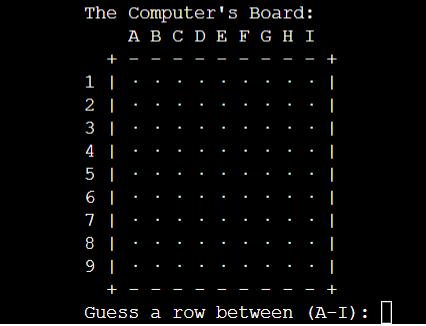 The Computer's Board:
A B C D E F G H I
+ - - - - - - - - - +
1 | · · · · · · · · · |
2 | · · · · · · · · · |
3 | · · · · · · · · · |
4 | · · · · · · · · · |
5 | · · · · · · · · · |
6 | · · · · · · · · · |
7 | · · · · · · · · · |
8 | · · · · · · · · · |
9 | · · · · · · · · · |
+ - - - - - - - - - +
Guess a row between (A-I):